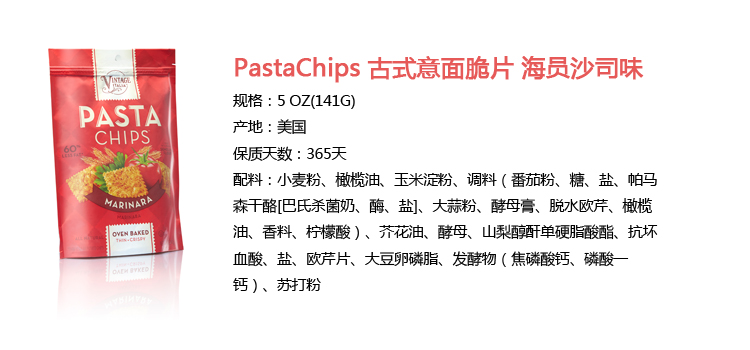 VINTAGE
Italia
PASTA
CHIPS
MARINARA
OVEN BAKED
THIN & CRISPY
PastaChips 古式意面脆片 海员沙司味
规格：5 OZ(141G)
产地：美国
保质天数：365天
配料：小麦粉、橄榄油、玉米淀粉、调料（番茄粉、糖、盐、帕马
森干酪[巴氏杀菌奶、酶、盐]、大蒜粉、酵母膏、脱水欧芹、橄榄
油、香料、柠檬酸）、芥花油、酵母、山梨醇酐单硬脂酸酯、抗坏
血酸、盐、欧芹片、大豆卵磷脂、发酵物（焦磷酸钙、磷酸一
钙）、苏打粉